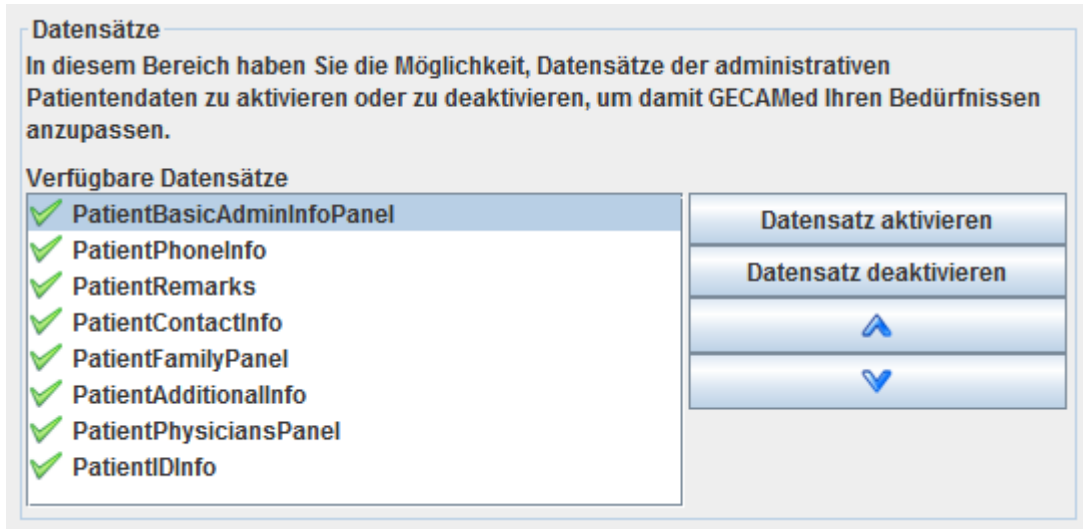 Datensätze
In diesem Bereich haben Sie die Möglichkeit, Datensätze der administrativen
Patientendaten zu aktivieren oder zu deaktivieren, um damit GECAMed Ihren Bedürfnissen
anzupassen.
Verfügbare Datensätze
PatientBasicAdminInfoPanel
PatientPhoneInfo
PatientRemarks
PatientContactInfo
PatientFamilyPanel
PatientAdditionalInfo
PatientPhysiciansPanel
PatientIDInfo
Datensatz aktivieren
Datensatz deaktivieren